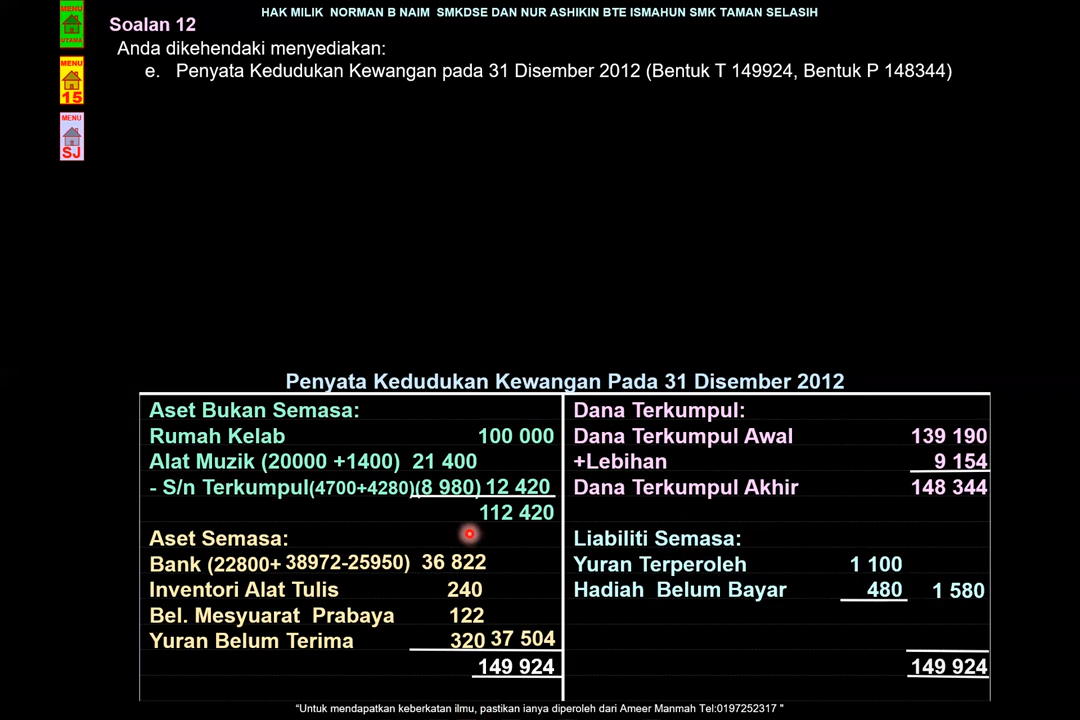 HAK MILIK NORMAN B NAIM SMKDSE DAN NUR ASHIKIN BTE ISMAHUN SMK TAMAN SELASIH
MENU
UTAMA
MENU
15
MENU
SJ
Soalan 12
Anda dikehendaki menyediakan:
e. Penyata Kedudukan Kewangan pada 31 Disember 2012 (Bentuk T 149924, Bentuk P 148344)
Penyata Kedudukan Kewangan Pada 31 Disember 2012
Aset Bukan Semasa:
Rumah Kelab 100 000
Alat Muzik (20000 +1400) 21 400
- S/n Terkumpul(4700+4280)(8 980) 12 420
112 420
Aset Semasa:
Bank (22800+ 38972-25950) 36 822
Inventori Alat Tulis 240
Bel. Mesyuarat Prabaya 122
Yuran Belum Terima 320 37 504
149 924
Dana Terkumpul:
Dana Terkumpul Awal 139 190
+Lebihan 9 154
Dana Terkumpul Akhir 148 344
Liabiliti Semasa:
Yuran Terperoleh 1 100
Hadiah Belum Bayar 480 1 580
149 924
"Untuk mendapatkan keberkatan ilmu, pastikan ianya diperoleh dari Ameer Manmah Tel:0197252317 "